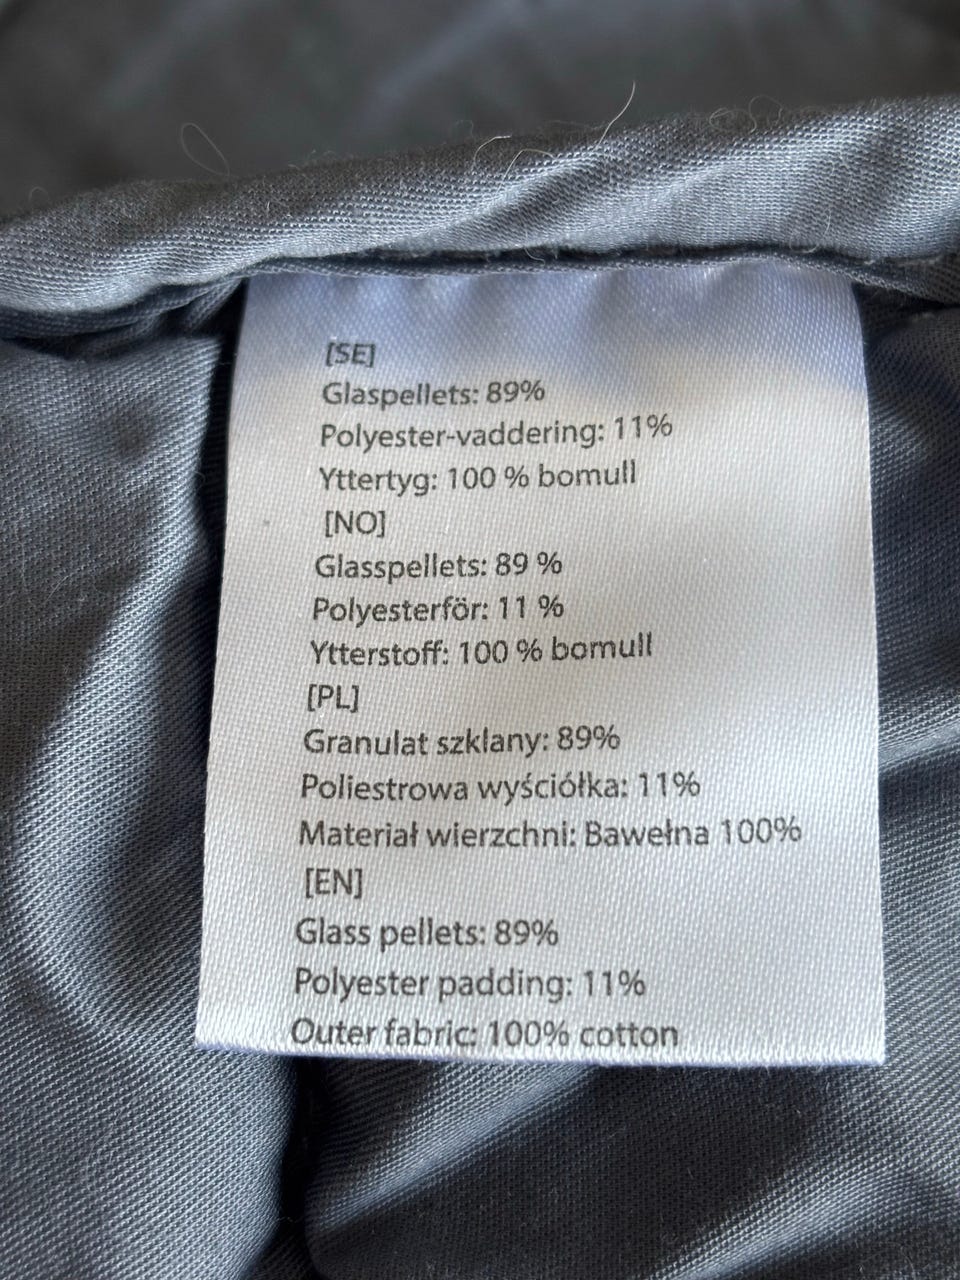 [SE]
Glaspellets: 89%
Polyester-vaddering: 11%
Yttertyg: 100 % bomull
[NO]
Glasspellets: 89 %
Polyesterför: 11 %
Ytterstoff: 100 % bomull
[PL]
Granulat szklany: 89%
Poliestrowa wyściółka: 11%
Materiał wierzchni: Bawełna 100%
[EN]
Glass pellets: 89%
Polyester padding: 11%
Outer fabric: 100% cotton